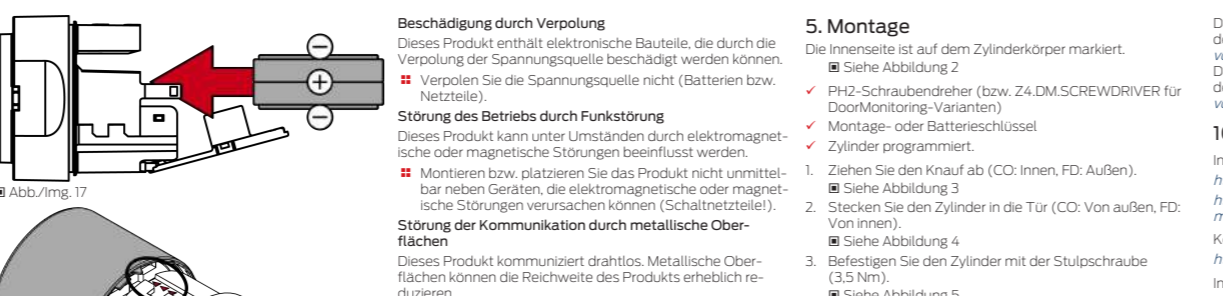 Abb./Img. 17
Beschädigung durch Verpolung
Dieses Produkt enthält elektronische Bauteile, die durch die
Verpolung der Spannungsquelle beschädigt werden können.
Verpolen Sie die Spannungsquelle nicht (Batterien bzw.
Netzteile).
Störung des Betriebs durch Funkstörung
Dieses Produkt kann unter Umständen durch elektromagnet-
ische oder magnetische Störungen beeinflusst werden.
Montieren bzw. platzieren Sie das Produkt nicht unmittel-
bar neben Geräten, die elektromagnetische oder magnet-
ische Störungen verursachen können (Schaltnetzteile!).
Störung der Kommunikation durch metallische Ober-
flächen
Dieses Produkt kommuniziert drahtlos. Metallische Ober-
flächen können die Reichweite des Produkts erheblich re-
duzieren
5. Montage
Die Innenseite ist auf dem Zylinderkörper markiert.
Siehe Abbildung 2
✓ PH2-Schraubendreher (bzw. Z4.DM.SCREWDRIVER für
DoorMonitoring-Varianten)
✓ Montage- oder Batterieschlüssel
✓ Zylinder programmiert.
1. Ziehen Sie den Knauf ab (CO: Innen, FD: Außen).
Siehe Abbildung 3
2. Stecken Sie den Zylinder in die Tür (CO: Von außen, FD:
Von innen).
Siehe Abbildung 4
3. Befestigen Sie den Zylinder mit der Stulpschraube
(3,5 Nm).
Siehe Abbildung 5